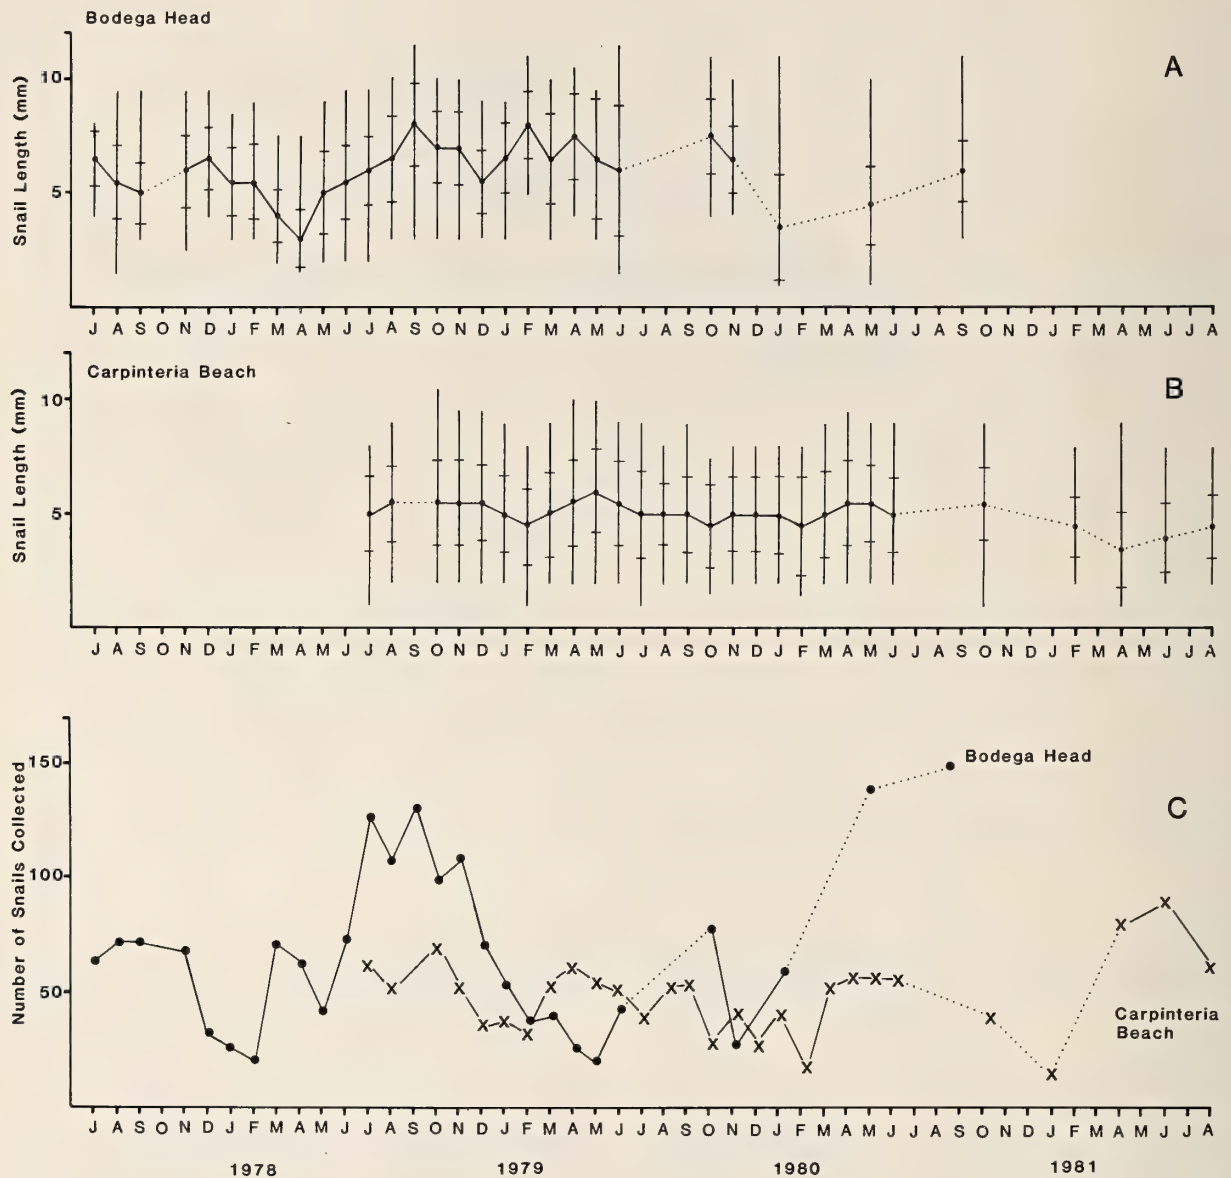 Bodega Head
A
Snail Length (mm)
10
5
J A S O N D J F M A M J J A S O N D J F M A M J J A S O N D J F M A M J J A S O N D J F M A M J J A
Carpinteria Beach
B
Snail Length (mm)
10
5
J A S O N D J F M A M J J A S O N D J F M A M J J A S O N D J F M A M J J A S O N D J F M A M J J A
Number of Snails Collected
150
100
50
Bodega Head
C
Carpinteria
Beach
J A S O N D J F M A M J J A S O N D J F M A M J J A S O N D J F M A M J J A S O N D J F M A M J J A
1978 1979 1980 1981